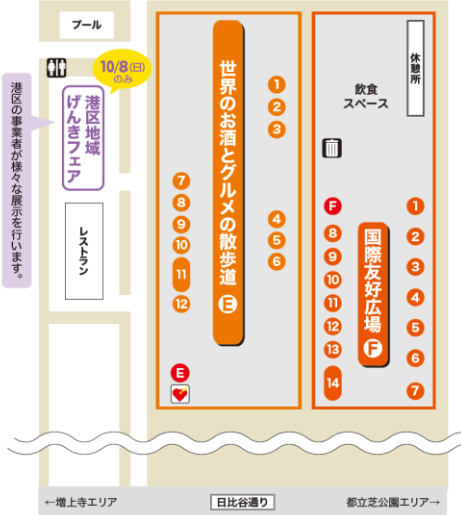 プール
10/8(日)
のみ
港区地域
げんきフェア
港区の事業者が様々な展示を行います。
レストラン
世界のお酒とグルメの散歩道 E
1
2
3
4
5
6
7
8
9
10
11
12
E
休憩所
飲食
スペース
国際友好広場 F
F
1
2
3
4
5
6
7
8
9
10
11
12
13
14
←増上寺エリア
日比谷通り
都立芝公園エリア→